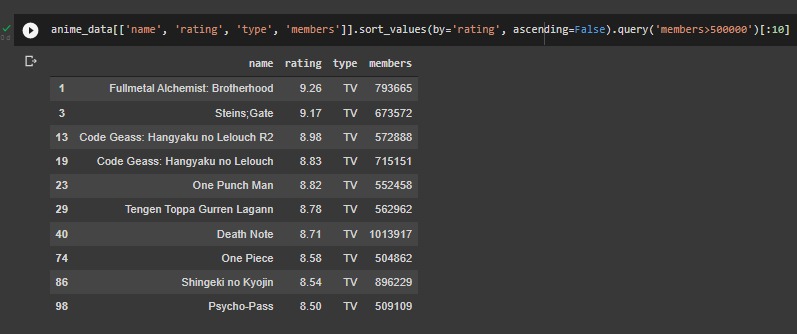 anime_data[['name', 'rating', 'type', 'members']].sort_values(by='rating', ascending=False).query('members>500000')[:10]
name rating type members
1 Fullmetal Alchemist: Brotherhood 9.26 TV 793665
3 Steins;Gate 9.17 TV 673572
13 Code Geass: Hangyaku no Lelouch R2 8.98 TV 572888
19 Code Geass: Hangyaku no Lelouch 8.83 TV 715151
23 One Punch Man 8.82 TV 552458
29 Tengen Toppa Gurren Lagann 8.78 TV 562962
40 Death Note 8.71 TV 1013917
74 One Piece 8.58 TV 504862
86 Shingeki no Kyojin 8.54 TV 896229
98 Psycho-Pass 8.50 TV 509109